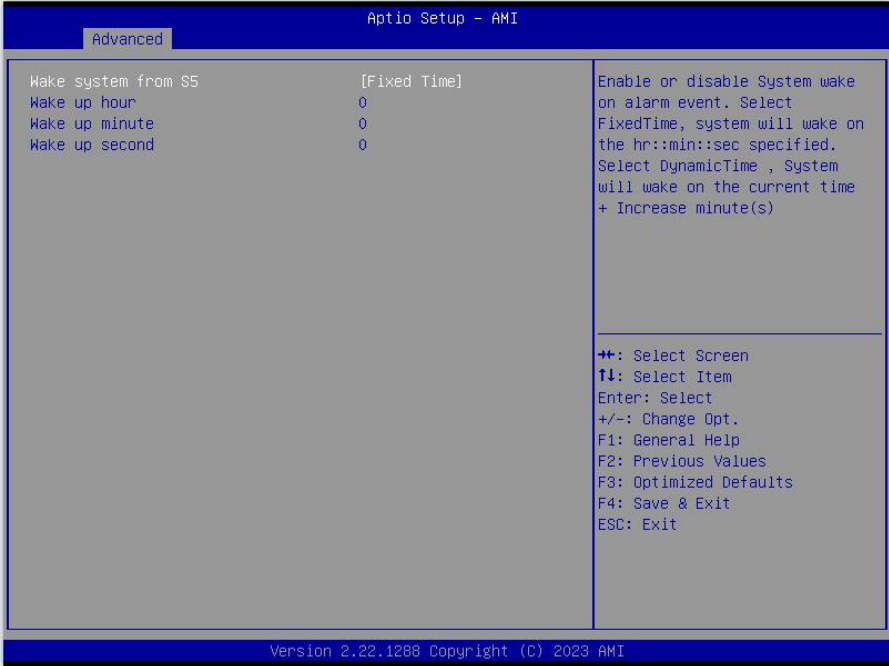 Aptio Setup - AMI
Advanced
Wake system from S5 [Fixed Time]
Wake up hour 0
Wake up minute 0
Wake up second 0
Enable or disable System wake
on alarm event. Select
FixedTime, system will wake on
the hr::min::sec specified.
Select DynamicTime , System
will wake on the current time
+ Increase minute(s)
→←: Select Screen
↑↓: Select Item
Enter: Select
+/-: Change Opt.
F1: General Help
F2: Previous Values
F3: Optimized Defaults
F4: Save & Exit
ESC: Exit
Version 2.22.1288 Copyright (C) 2023 AMI